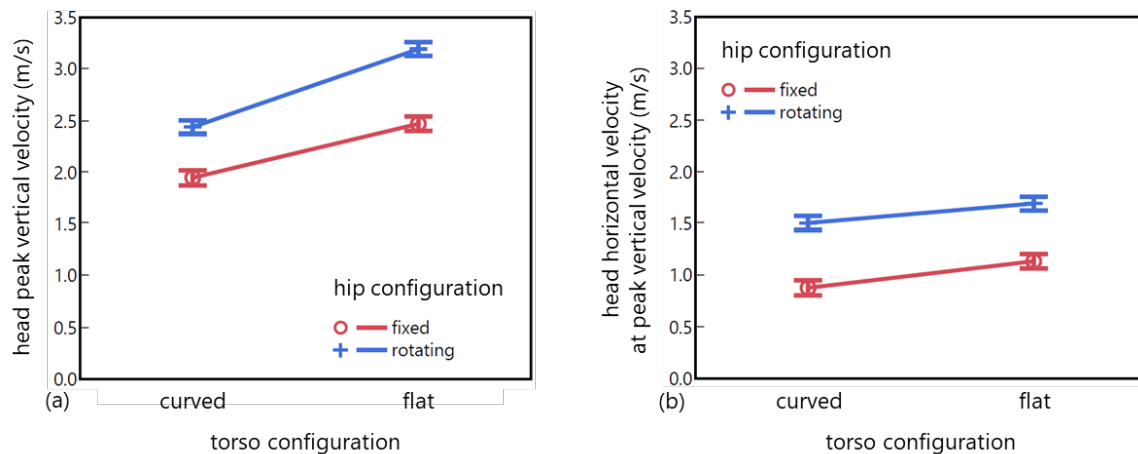 head peak vertical velocity (m/s)
3.5
3.0
2.5
2.0
1.5
1.0
0.5
0.0
hip configuration
fixed
rotating
(a)
curved
flat
torso configuration
head horizontal velocity
at peak vertical velocity (m/s)
3.5
3.0
2.5
2.0
1.5
1.0
0.5
0.0
hip configuration
fixed
rotating
(b)
curved
flat
torso configuration